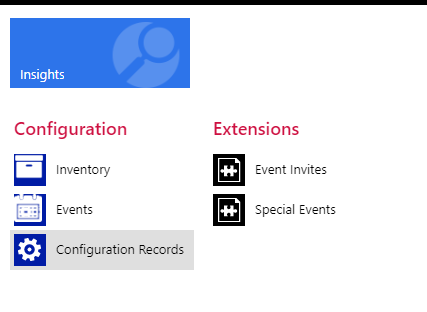 Insights
Configuration
Inventory
Events
Configuration Records
Extensions
Event Invites
Special Events